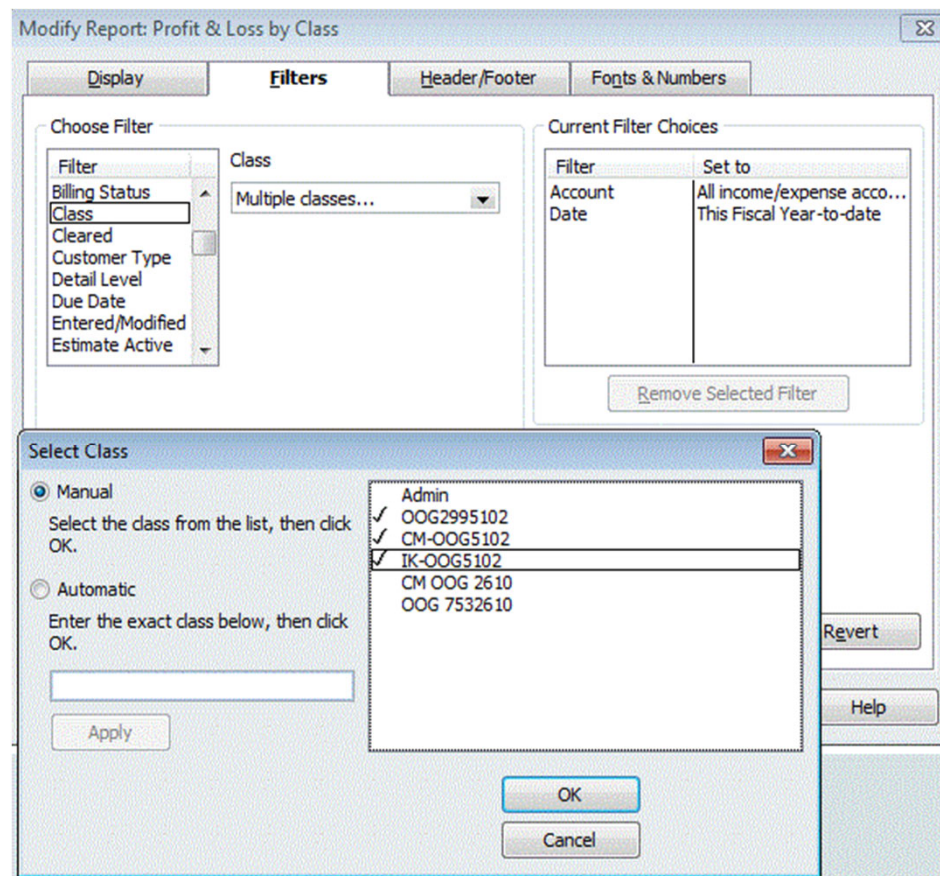 Modify Report: Profit & Loss by Class
Display Filters Header/Footer Fonts & Numbers
Choose Filter
Filter
Billing Status
Class
Cleared
Customer Type
Detail Level
Due Date
Entered/Modified
Estimate Active
Class
Multiple classes...
Current Filter Choices
Filter Set to
Account All income/expense acco...
Date This Fiscal Year-to-date
Remove Selected Filter
Revert
Help
Select Class
Manual
Select the class from the list, then click
OK.
Automatic
Enter the exact class below, then click
OK.
Apply
Admin
✓ OOG2995102
✓ CM-OOG5102
✓ IK-OOG5102
CM OOG 2610
OOG 7532610
OK
Cancel